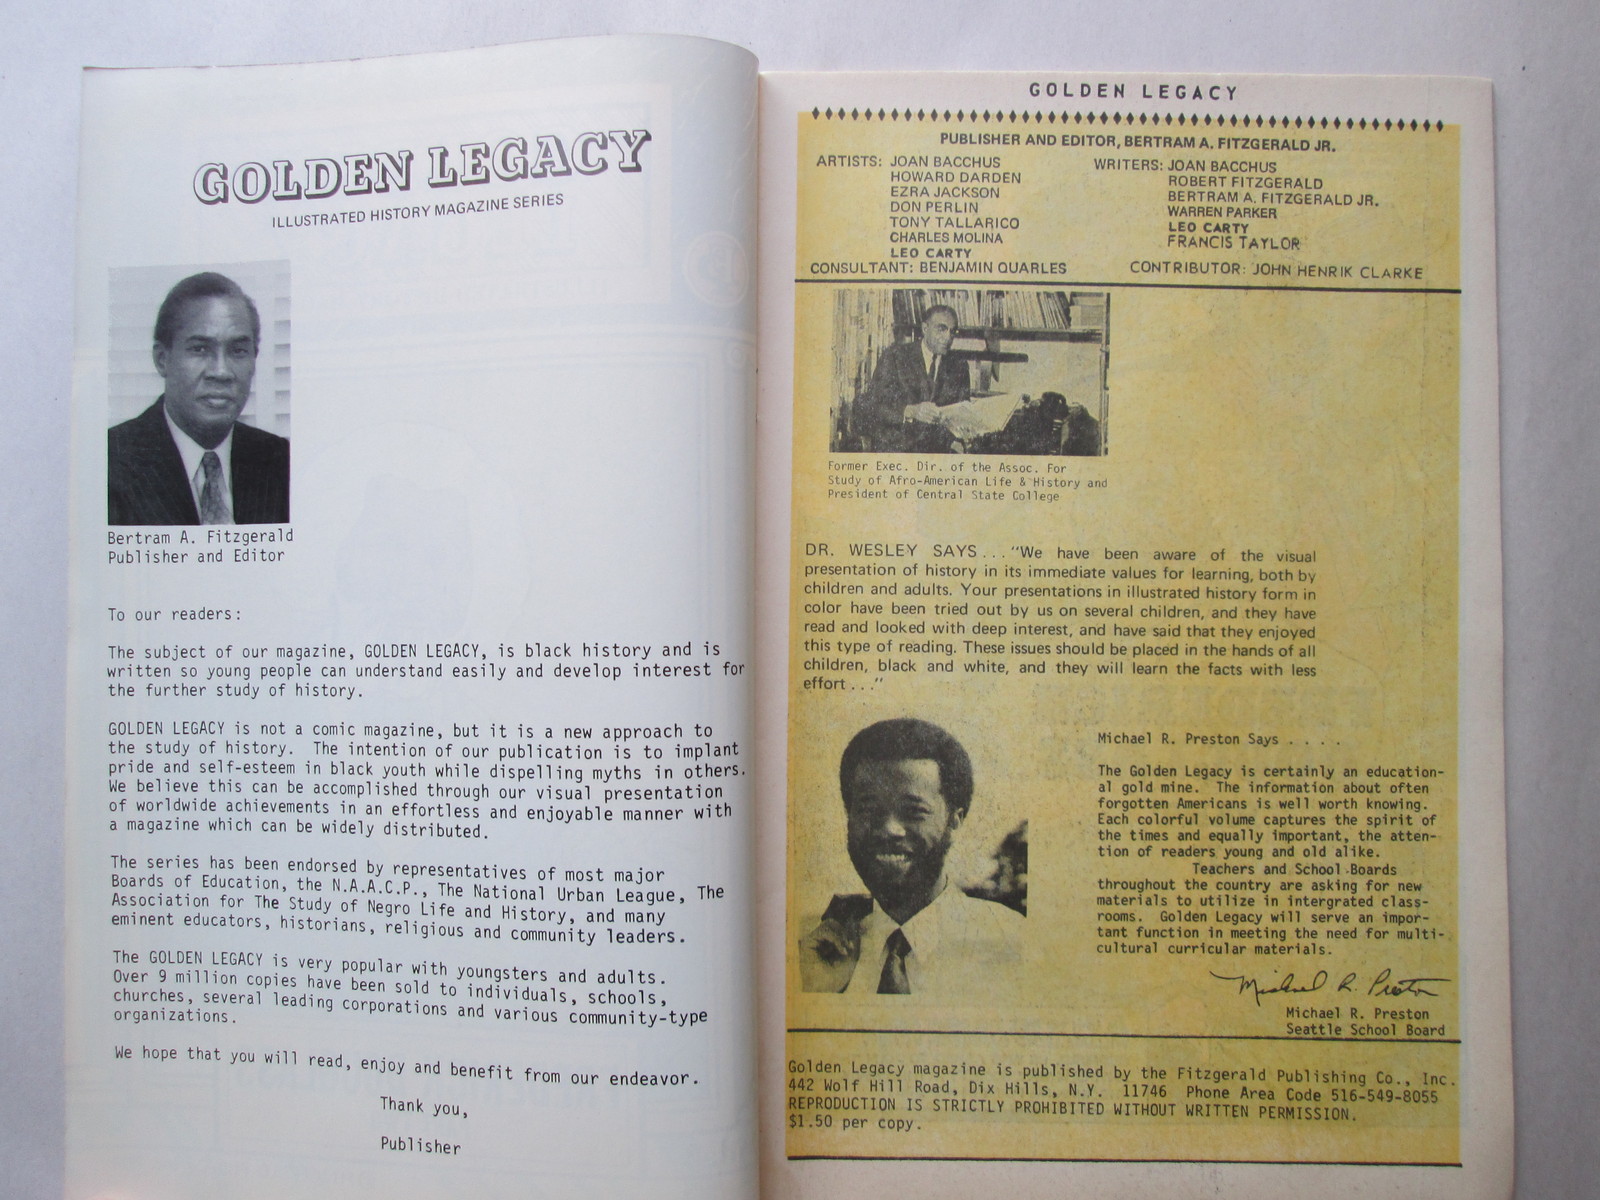 GOLDEN LEGACY
ILLUSTRATED HISTORY MAGAZINE SERIES
Bertram A. Fitzgerald
Publisher and Editor
To our readers:
The subject of our magazine, GOLDEN LEGACY, is black history and is
written so young people can understand easily and develop interest for
the further study of history.
GOLDEN LEGACY is not a comic magazine, but it is a new approach to
the study of history. The intention of our publication is to implant
pride and self-esteem in black youth while dispelling myths in others.
We believe this can be accomplished through our visual presentation
of worldwide achievements in an effortless and enjoyable manner with
a magazine which can be widely distributed.
The series has been endorsed by representatives of most major
Boards of Education, the N.A.A.C.P., The National Urban League, The
Association for The Study of Negro Life and History, and many
eminent educators, historians, religious and community leaders.
The GOLDEN LEGACY is very popular with youngsters and adults.
Over 9 million copies have been sold to individuals, schools,
churches, several leading corporations and various community-type
organizations.
We hope that you will read, enjoy and benefit from our endeavor.
Thank you,
Publisher
GOLDEN LEGACY
PUBLISHER AND EDITOR, BERTRAM A. FITZGERALD JR.
ARTISTS: JOAN BACCHUS
HOWARD DARDEN
EZRA JACKSON
DON PERLIN
TONY TALLARICO
CHARLES MOLINA
LEO CARTY
WRITERS: JOAN BACCHUS
ROBERT FITZGERALD
BERTRAM A. FITZGERALD JR.
WARREN PARKER
LEO CARTY
FRANCIS TAYLOR
CONSULTANT: BENJAMIN QUARLES
CONTRIBUTOR: JOHN HENRIK CLARKE
Former Exec. Dir. of the Assoc. For
Study of Afro-American Life & History and
President of Central State College
DR. WESLEY SAYS . . . "We have been aware of the visual
presentation of history in its immediate values for learning, both by
children and adults. Your presentations in illustrated history form in
color have been tried out by us on several children, and they have
read and looked with deep interest, and have said that they enjoyed
this type of reading. These issues should be placed in the hands of all
children, black and white, and they will learn the facts with less
effort . . ."
Michael R. Preston Says . . . .
The Golden Legacy is certainly an education-
al gold mine. The information about often
forgotten Americans is well worth knowing.
Each colorful volume captures the spirit of
the times and equally important, the atten-
tion of readers young and old alike.
Teachers and School Boards
throughout the country are asking for new
materials to utilize in intergrated class-
rooms. Golden Legacy will serve an impor-
tant function in meeting the need for multi-
cultural curricular materials.
Michael R. Preston
Michael R. Preston
Seattle School Board
Golden Legacy magazine is published by the Fitzgerald Publishing Co., Inc.
442 Wolf Hill Road, Dix Hills, N.Y. 11746 Phone Area Code 516-549-8055
REPRODUCTION IS STRICTLY PROHIBITED WITHOUT WRITTEN PERMISSION.
$1.50 per copy.